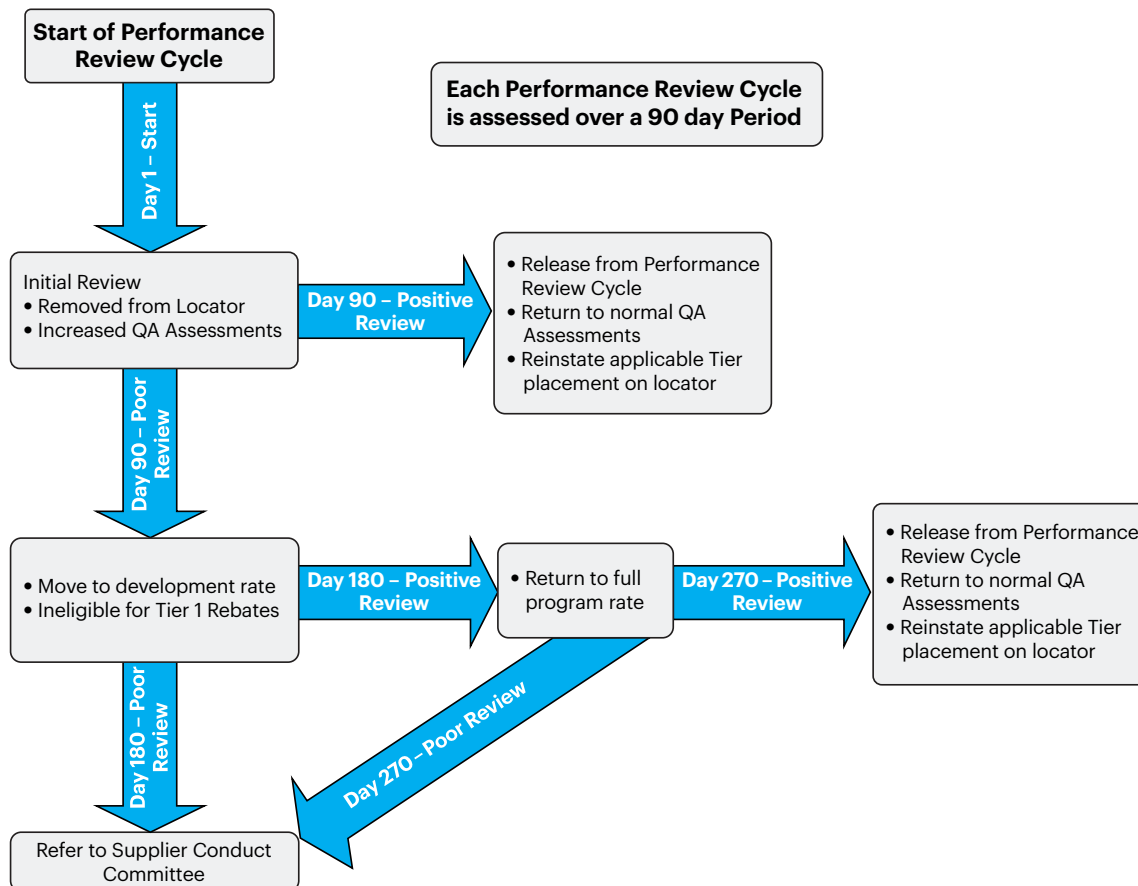 Start of Performance
Review Cycle
Each Performance Review Cycle
is assessed over a 90 day Period
Day 1 – Start
Initial Review
• Removed from Locator
• Increased QA Assessments
Day 90 – Positive
Review
• Release from Performance
Review Cycle
• Return to normal QA
Assessments
• Reinstate applicable Tier
placement on locator
Day 90 – Poor
Review
• Move to development rate
• Ineligible for Tier 1 Rebates
Day 180 – Positive
Review
• Return to full
program rate
Day 270 – Positive
Review
• Release from Performance
Review Cycle
• Return to normal QA
Assessments
• Reinstate applicable Tier
placement on locator
Day 180 – Poor
Review
Day 270 – Poor Review
Refer to Supplier Conduct
Committee